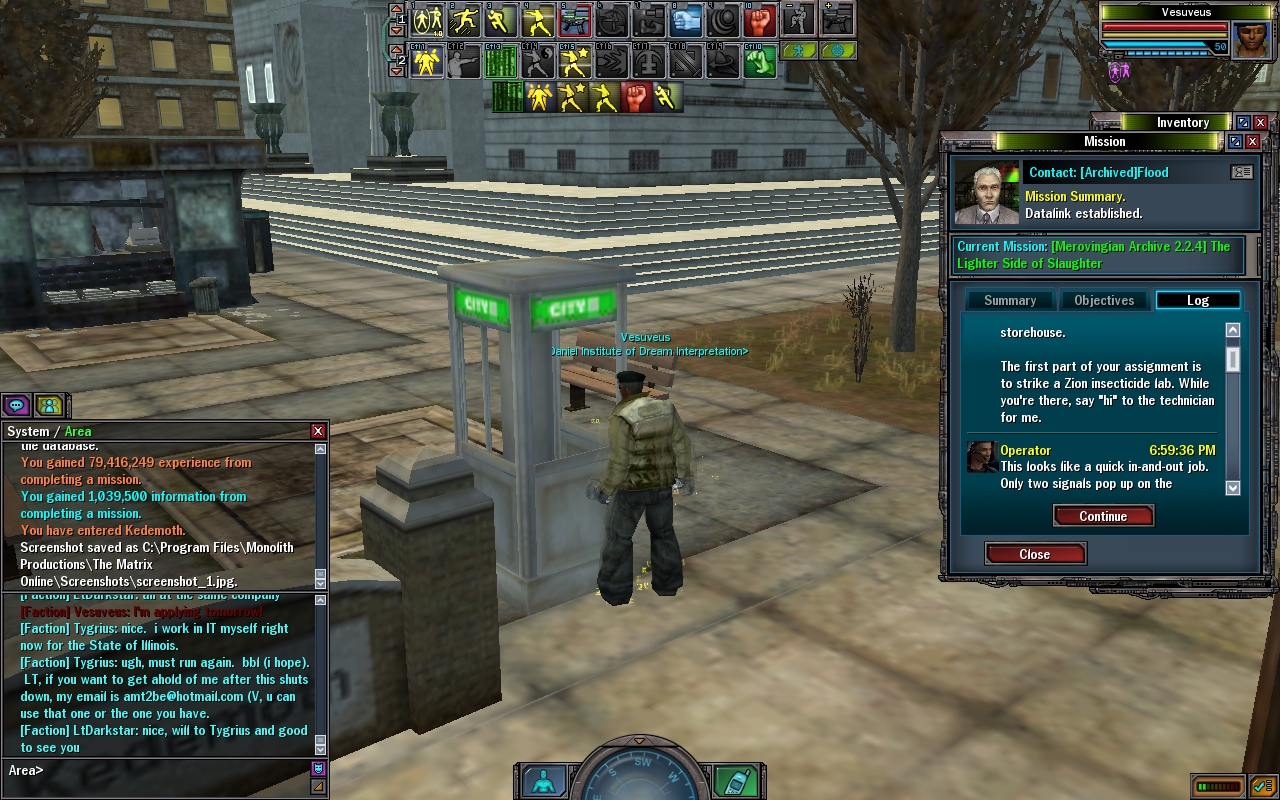 Vesuveus
50
Inventory
Mission
Contact: [Archived]Flood
Mission Summary.
Datalink established.
Current Mission: [Merovingian Archive 2.2.4] The
Lighter Side of Slaughter
Summary
Objectives
Log
storehouse.
The first part of your assignment is
to strike a Zion insecticide lab. While
you're there, say "hi" to the technician
for me.
Operator
6:59:36 PM
This looks like a quick in-and-out job.
Only two signals pop up on the
Continue
Close
CITY
CITY
Vesuveus
Daniel Institute of Dream Interpretation>
System / Area
the database.
You gained 79,416,249 experience from
completing a mission.
You gained 1,039,500 information from
completing a mission.
You have entered Kedemoth.
Screenshot saved as C:\Program Files\Monolith
Productions\The Matrix
Online\Screenshots\screenshot_1.jpg.
[Faction] LtDarkstar: all at the same company
[Faction] Vesuveus: I'm applying tomorrow!
[Faction] Tygrius: nice.  i work in IT myself right
now for the State of Illinois.
[Faction] Tygrius: ugh, must run again.  bbl (i hope).
LT, if you want to get ahold of me after this shuts
down, my email is amt2be@hotmail.com (V, u can
use that one or the one you have.
[Faction] LtDarkstar: nice, will to Tygrius and good
to see you
Area>
S
SW
W